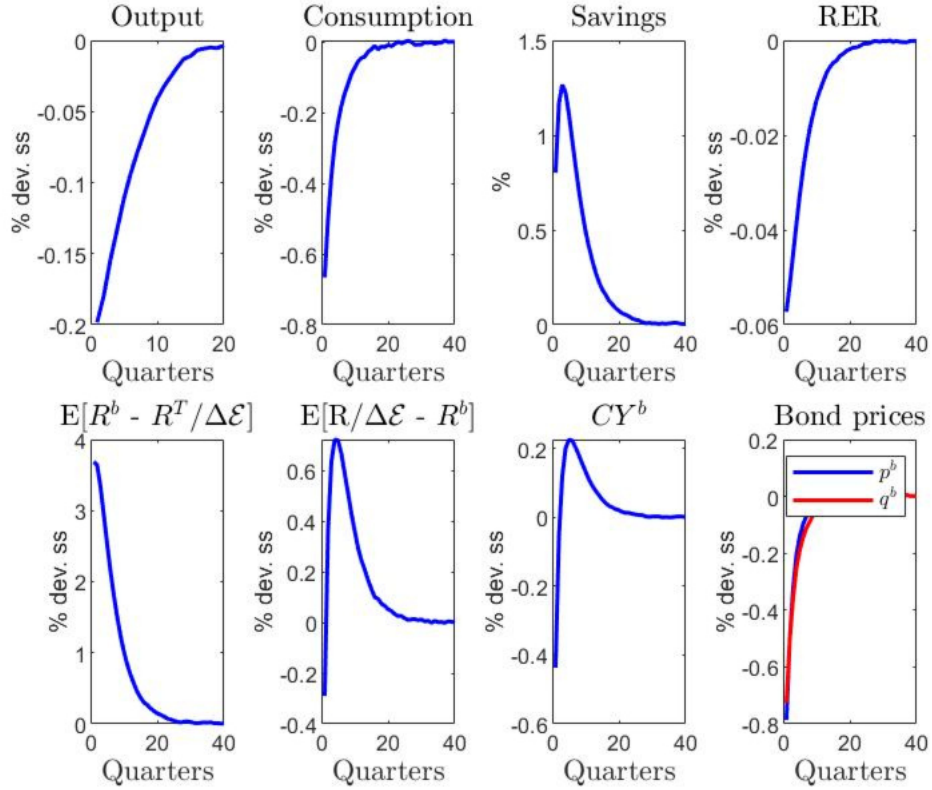 Output
0
-0.05
-0.1
-0.15
-0.2
% dev. ss
0 10 20
Quarters
Consumption
0
-0.2
-0.4
-0.6
-0.8
% dev. ss
0 20 40
Quarters
Savings
1.5
1
0.5
0
%
0 20 40
Quarters
RER
0
-0.02
-0.04
-0.06
% dev. ss
0 20 40
Quarters
E[R^b - R^T/Δℰ]
4
3
2
1
0
% dev. ss
0 20 40
Quarters
E[R/Δℰ - R^b]
0.6
0.4
0.2
0
-0.2
-0.4
% dev. ss
0 20 40
Quarters
CY^b
0.2
0
-0.2
-0.4
-0.6
% dev. ss
0 20 40
Quarters
Bond prices
0.2
0
-0.2
-0.4
-0.6
-0.8
% dev. ss
p^b
q^b
0 20 40
Quarters